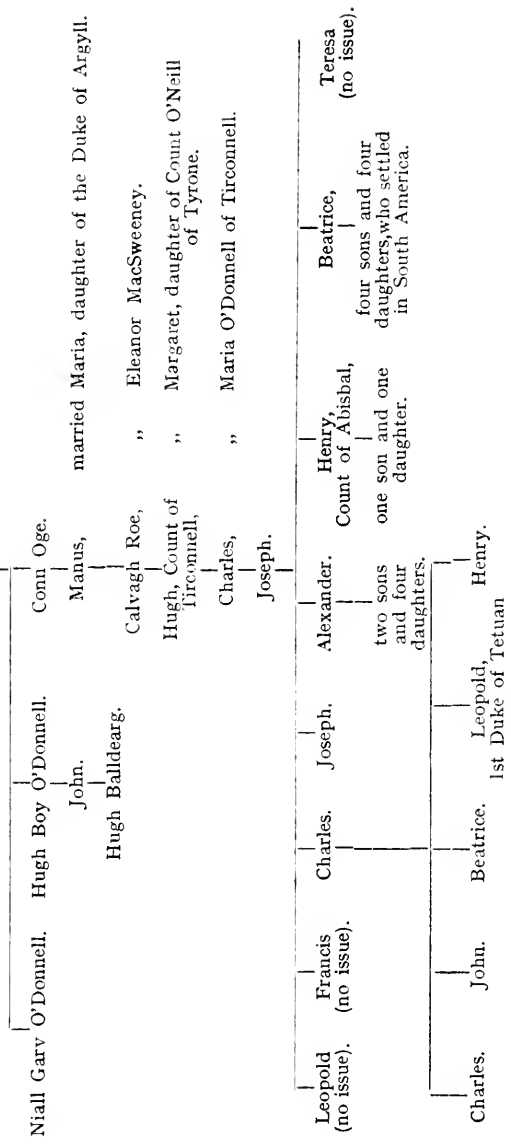 Niall Garv O'Donnell. Hugh Boy O'Donnell. Conn Oge.
John. Manus, married Maria, daughter of the Duke of Argyll.
Hugh Balldearg.
Calvagh Roe, ,, Eleanor MacSweeney.
Hugh, Count of ,, Margaret, daughter of Count O'Neill
Tirconnell, of Tyrone.
Charles, ,, Maria O'Donnell of Tirconnell.
Joseph.
Leopold Francis Charles. Joseph. Alexander. Henry, Beatrice, Teresa
(no issue). (no issue). Count of Abisbal, (no issue).
two sons one son and one four sons and four
and four daughter. daughters, who settled
daughters. in South America.
Charles. John. Beatrice. Leopold, Henry.
1st Duke of Tetuan